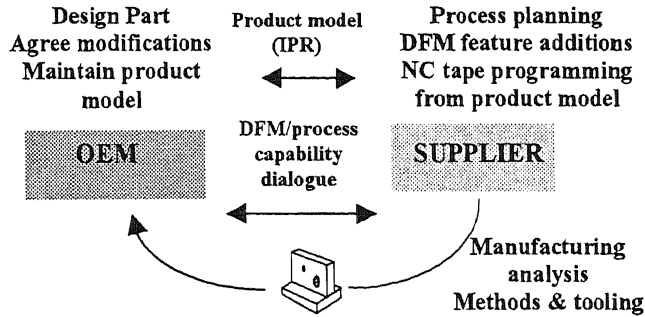 Design Part
Agree modifications
Maintain product
model
Product model
(IPR)
Process planning
DFM feature additions
NC tape programming
from product model
OEM
DFM/process
capability
dialogue
SUPPLIER
Manufacturing
analysis
Methods & tooling